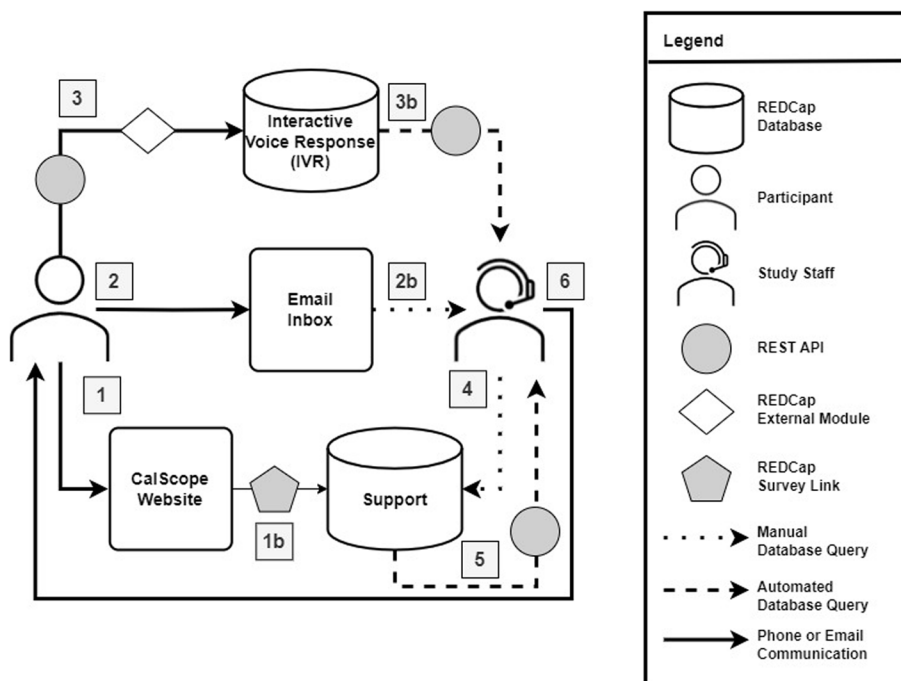 3
Interactive
Voice Response
(IVR)
3b
2
Email
Inbox
2b
6
1
4
CalScope
Website
1b
Support
5
Legend
REDCap
Database
Participant
Study Staff
REST API
REDCap
External Module
REDCap
Survey Link
Manual
Database Query
Automated
Database Query
Phone or Email
Communication